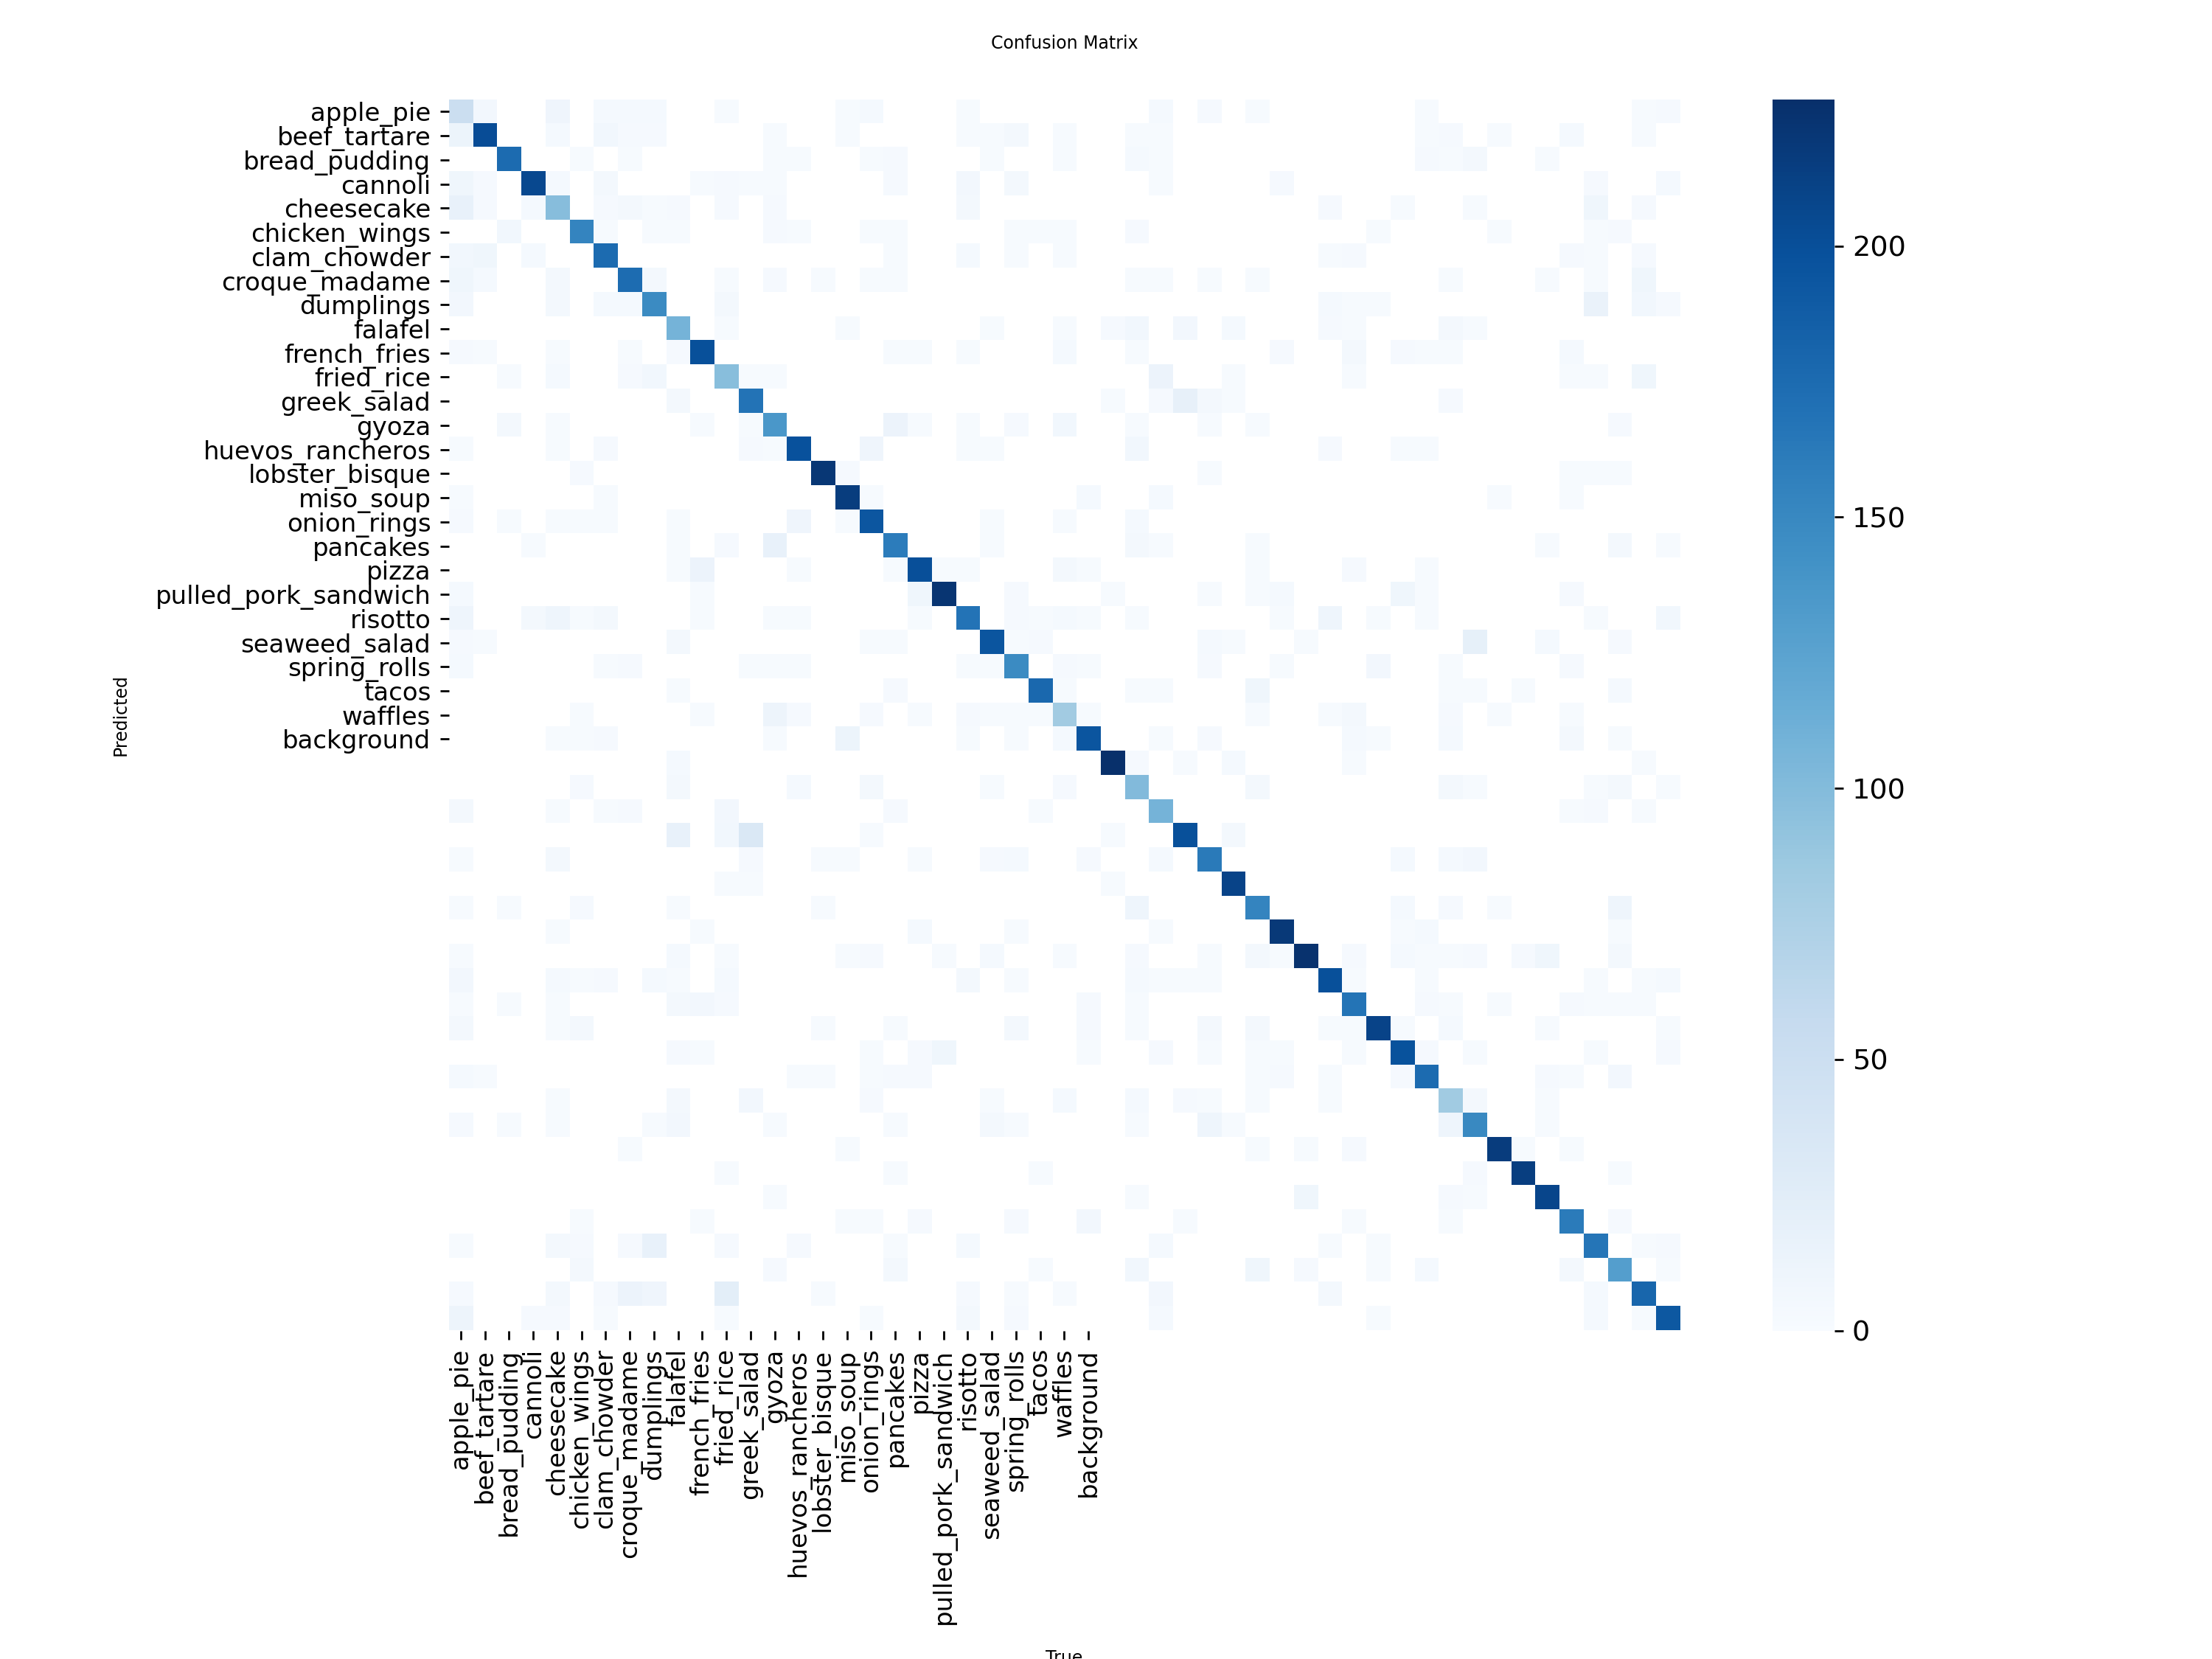 Confusion Matrix
apple_pie
beef_tartare
bread_pudding
cannoli
cheesecake
chicken_wings
clam_chowder
croque_madame
dumplings
falafel
french_fries
fried_rice
greek_salad
gyoza
huevos_rancheros
lobster_bisque
miso_soup
onion_rings
pancakes
pizza
pulled_pork_sandwich
risotto
seaweed_salad
spring_rolls
tacos
waffles
background
Predicted
200
150
100
50
0
apple_pie
beef_tartare
bread_pudding
cannoli
cheesecake
chicken_wings
clam_chowder
croque_madame
dumplings
falafel
french_fries
fried_rice
greek_salad
gyoza
huevos_rancheros
lobster_bisque
miso_soup
onion_rings
pancakes
pizza
pulled_pork_sandwich
risotto
seaweed_salad
spring_rolls
tacos
waffles
background
True